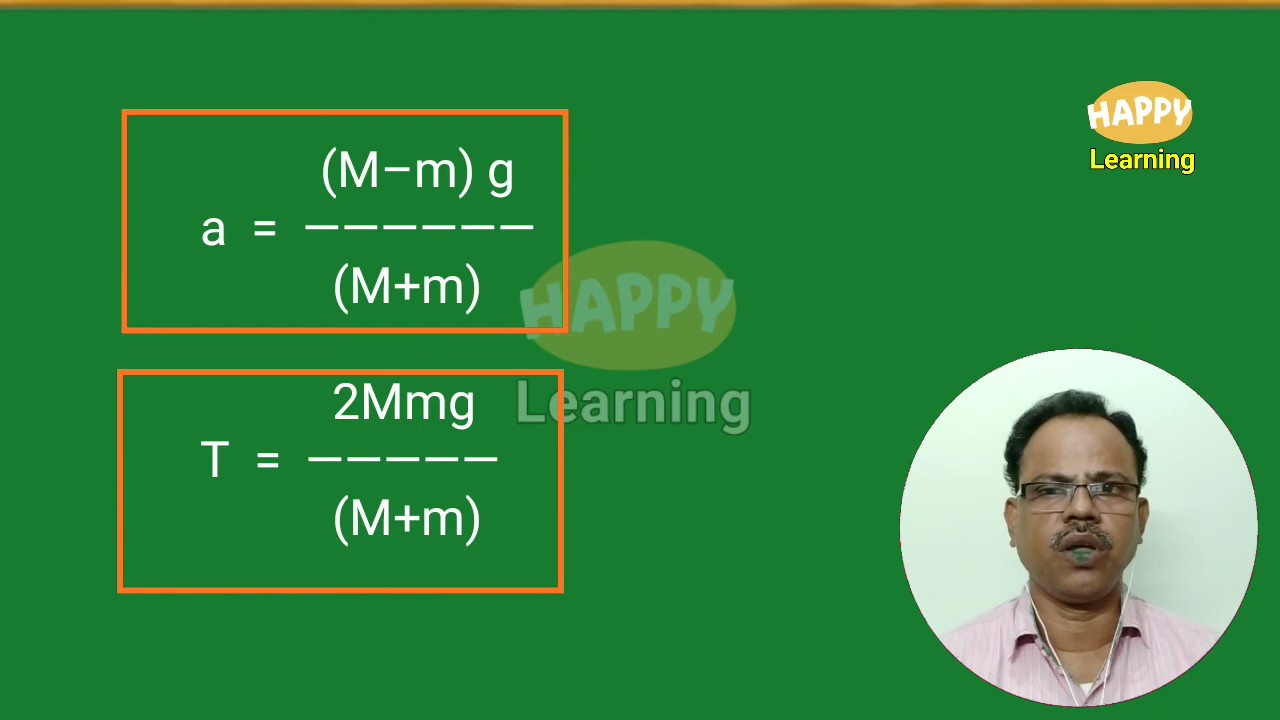 HAPPY
Learning
(M–m) g
a = ——————
(M+m)
HAPPY
Learning
2Mmg
T = —————
(M+m)